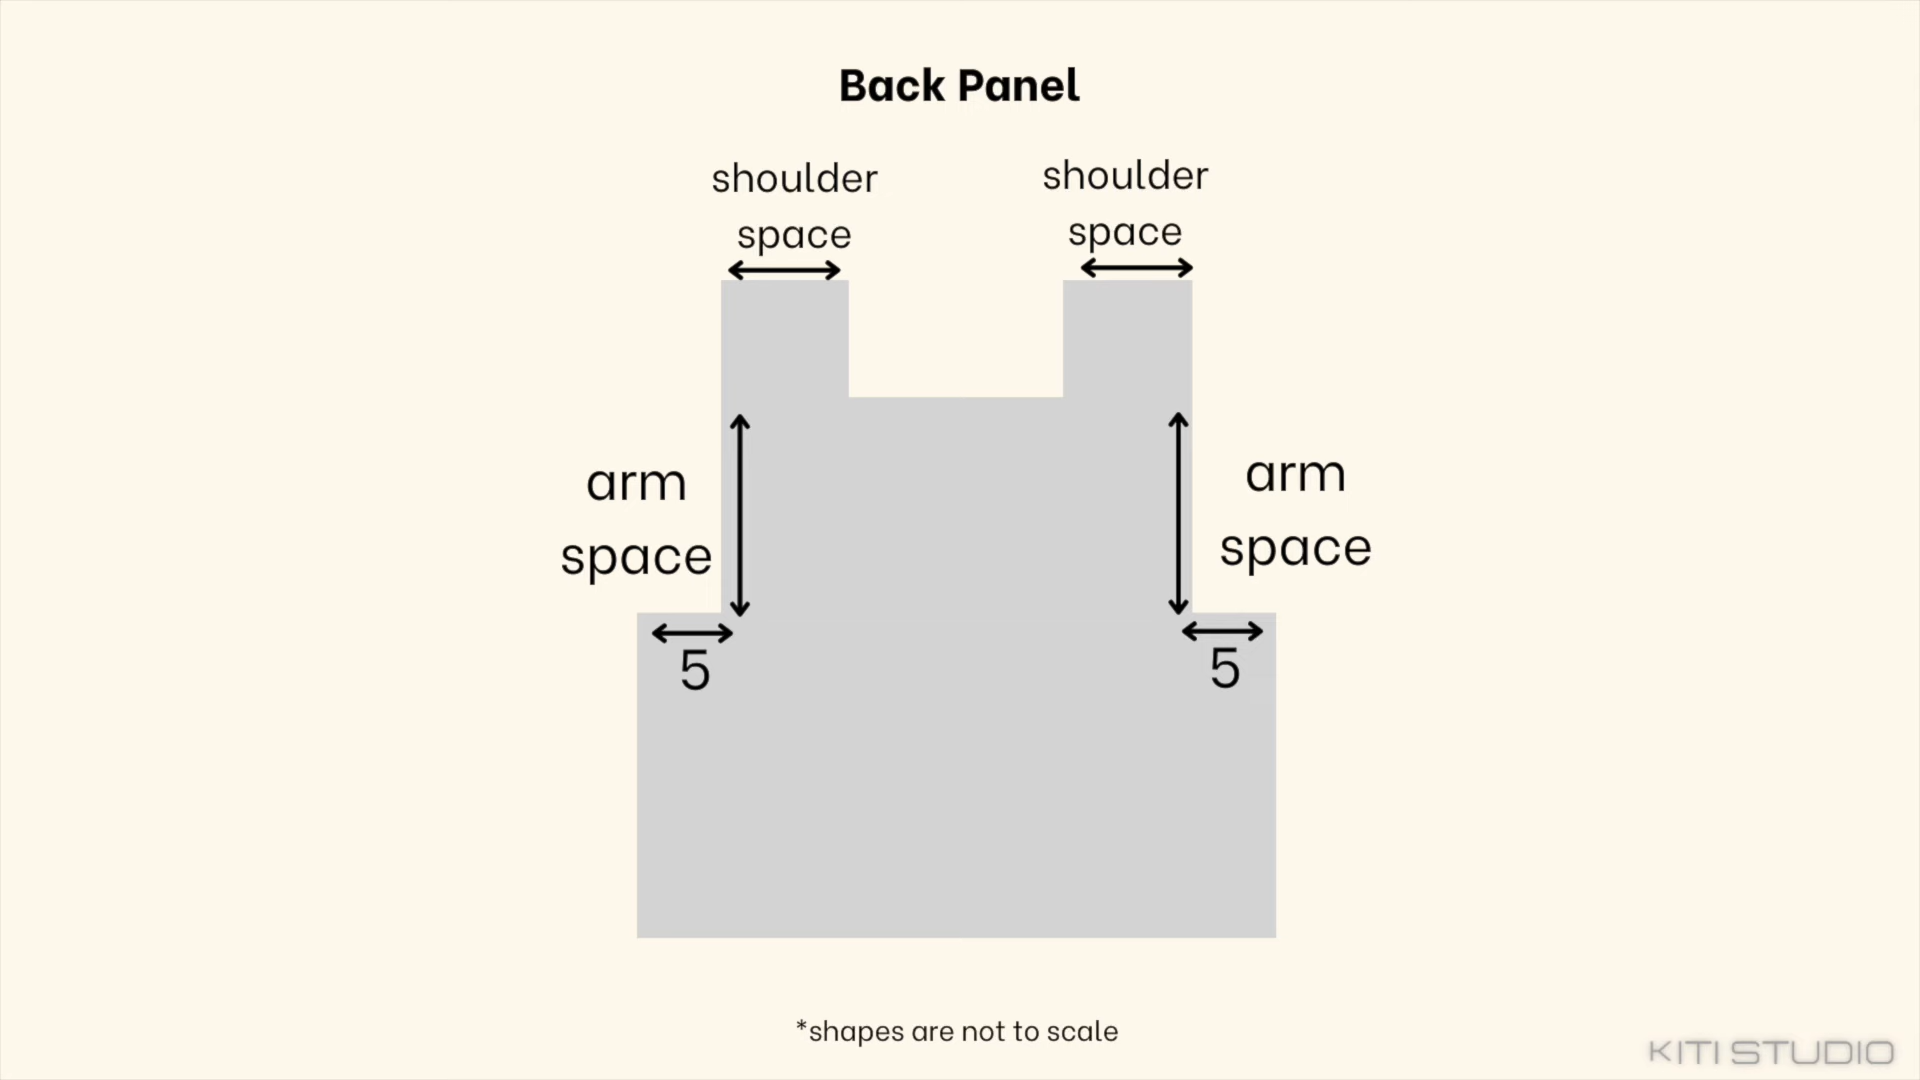 Back Panel
shoulder
space
shoulder
space
arm
space
arm
space
5
5
*shapes are not to scale
KITI STUDIO